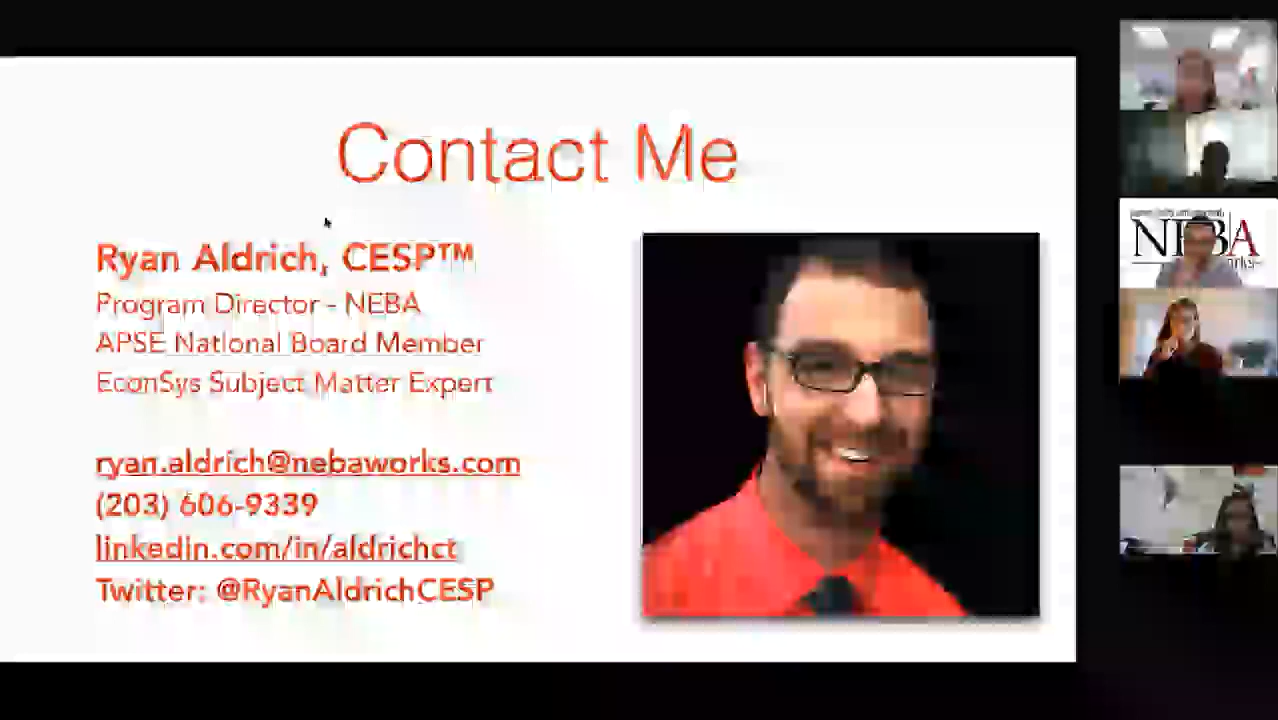 Contact Me
Ryan Aldrich, CESP™
Program Director - NEBA
APSE National Board Member
EconSys Subject Matter Expert
ryan.aldrich@nebaworks.com
(203) 606-9339
linkedin.com/in/aldrichct
Twitter: @RyanAldrichCESP